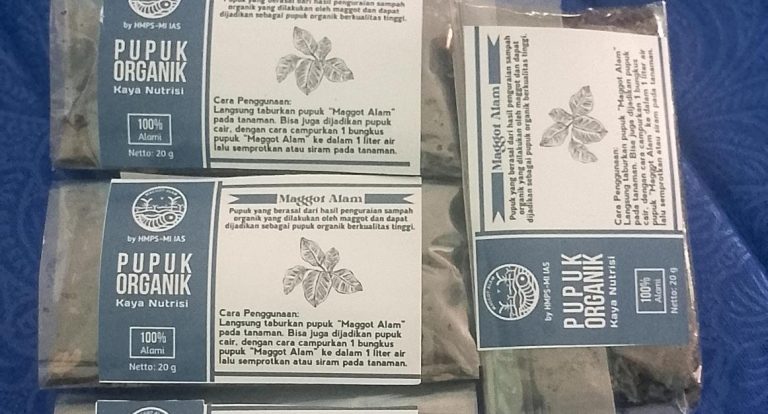 by HMPS-MI IAS
PUPUK
ORGANIK
Kaya Nutrisi
100%
Alami
Netto: 20 g
Pupuk yang berasal dari hasil penguraian sampah
organik yang dilakukan oleh maggot dan dapat
dijadikan sebagai pupuk organik berkualitas tinggi.
Cara Penggunaan:
Langsung taburkan pupuk "Maggot Alam"
pada tanaman. Bisa juga dijadikan pupuk
cair, dengan cara campurkan 1 bungkus
pupuk "Maggot Alam" ke dalam 1 liter air
lalu semprotkan atau siram pada tanaman.
by HMPS-MI IAS
PUPUK
ORGANIK
Kaya Nutrisi
100%
Alami
Netto: 20 g
Maggot Alam
Pupuk yang berasal dari hasil penguraian sampah
organik yang dilakukan oleh maggot dan dapat
dijadikan sebagai pupuk organik berkualitas tinggi.
Cara Penggunaan:
Langsung taburkan pupuk "Maggot Alam"
pada tanaman. Bisa juga dijadikan pupuk
cair, dengan cara campurkan 1 bungkus
pupuk "Maggot Alam" ke dalam 1 liter air
lalu semprotkan atau siram pada tanaman.
by HMPS-MI IAS
PUPUK
ORGANIK
Kaya Nutrisi
100%
Alami
Netto: 20 g
Maggot Alam
Pupuk yang berasal dari hasil penguraian sampah
organik yang dilakukan oleh maggot dan dapat
dijadikan sebagai pupuk organik berkualitas tinggi.
Cara Penggunaan:
Langsung taburkan pupuk "Maggot Alam"
pada tanaman. Bisa juga dijadikan pupuk
cair, dengan cara campurkan 1 bungkus
pupuk "Maggot Alam" ke dalam 1 liter air
lalu semprotkan atau siram pada tanaman.